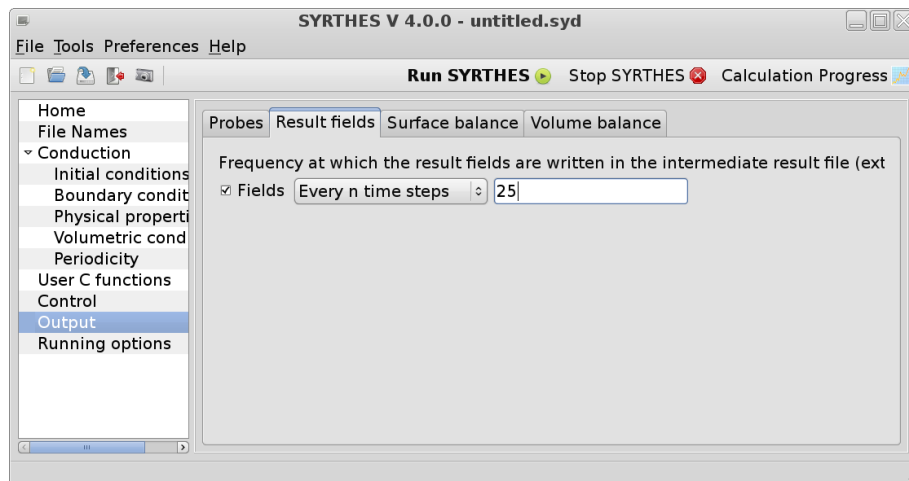 SYRTHES V 4.0.0 - untitled.syd
File Tools Preferences Help
Run SYRTHES Stop SYRTHES Calculation Progress
Home
File Names
Conduction
Initial conditions
Boundary condit
Physical properti
Volumetric cond
Periodicity
User C functions
Control
Output
Running options
Probes Result fields Surface balance Volume balance
Frequency at which the result fields are written in the intermediate result file (ext
Fields Every n time steps 25